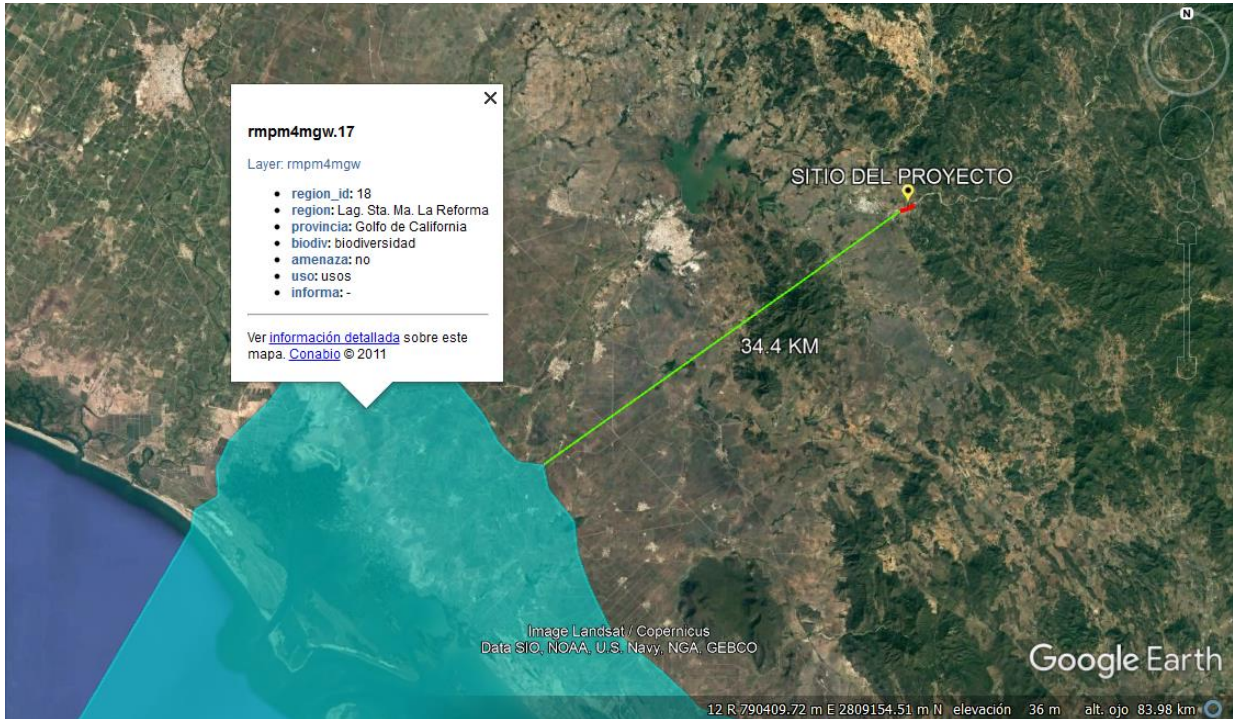 N
rmpm4mgw.17
Layer: rmpm4mgw
region_id: 18
region: Lag. Sta. Ma. La Reforma
provincia: Golfo de California
biodiv: biodiversidad
amenaza: no
uso: usos
informa: -
Ver información detallada sobre este
mapa. Conabio © 2011
SITIO DEL PROYECTO
34.4 KM
Image Landsat / Copernicus
Data SIO, NOAA, U.S. Navy, NGA, GEBCO
Google Earth
12 R 790409.72 m E 2809154.51 m N elevación 36 m alt. ojo 83.98 km